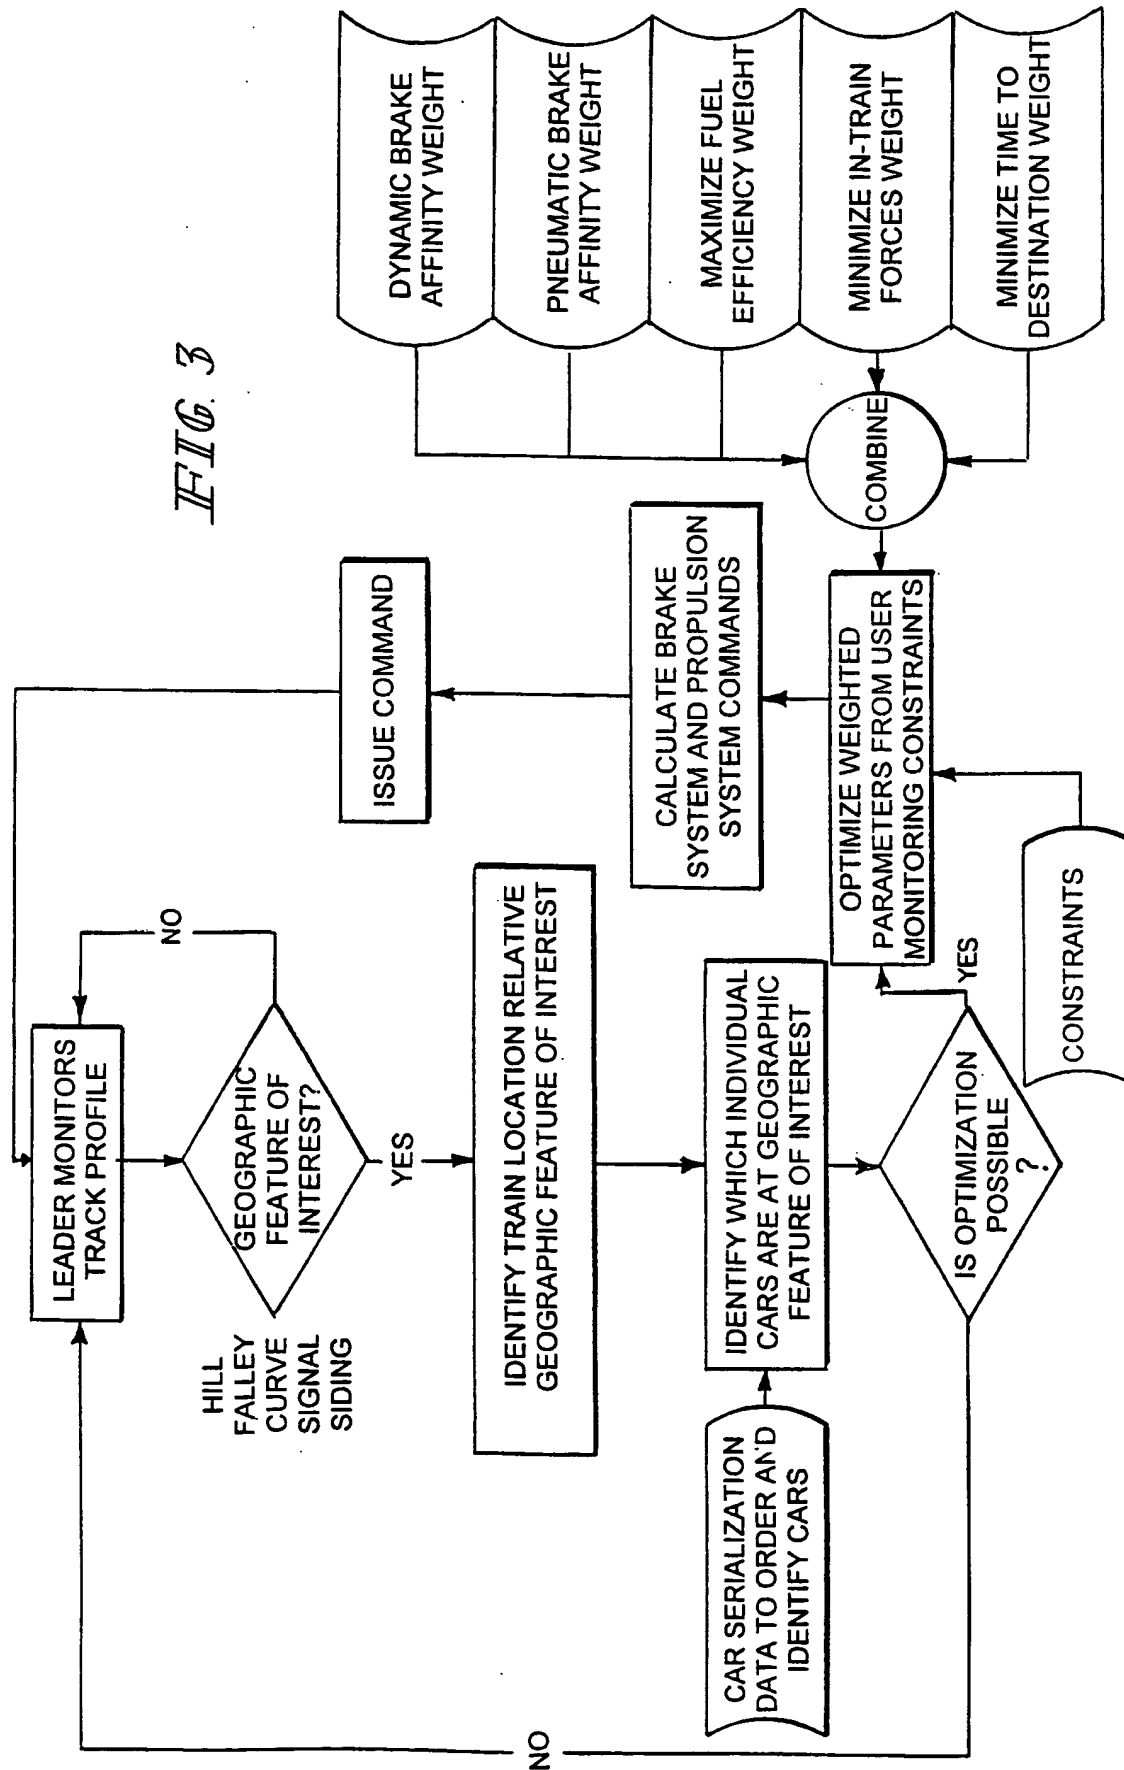 FIG. 3
LEADER MONITORS
TRACK PROFILE
GEOGRAPHIC
FEATURE OF
INTEREST?
NO
HILL
FALLEY
CURVE
SIGNAL
SIDING
YES
IDENTIFY TRAIN LOCATION RELATIVE
GEOGRAPHIC FEATURE OF INTEREST
CAR SERIALIZATION
DATA TO ORDER AND
IDENTIFY CARS
IDENTIFY WHICH INDIVIDUAL
CARS ARE AT GEOGRAPHIC
FEATURE OF INTEREST
IS OPTIMIZATION
POSSIBLE
?
NO
YES
CONSTRAINTS
OPTIMIZE WEIGHTED
PARAMETERS FROM USER
MONITORING CONSTRAINTS
CALCULATE BRAKE
SYSTEM AND PROPULSION
SYSTEM COMMANDS
ISSUE COMMAND
COMBINE
DYNAMIC BRAKE
AFFINITY WEIGHT
PNEUMATIC BRAKE
AFFINITY WEIGHT
MAXIMIZE FUEL
EFFICIENCY WEIGHT
MINIMIZE IN-TRAIN
FORCES WEIGHT
MINIMIZE TIME TO
DESTINATION WEIGHT